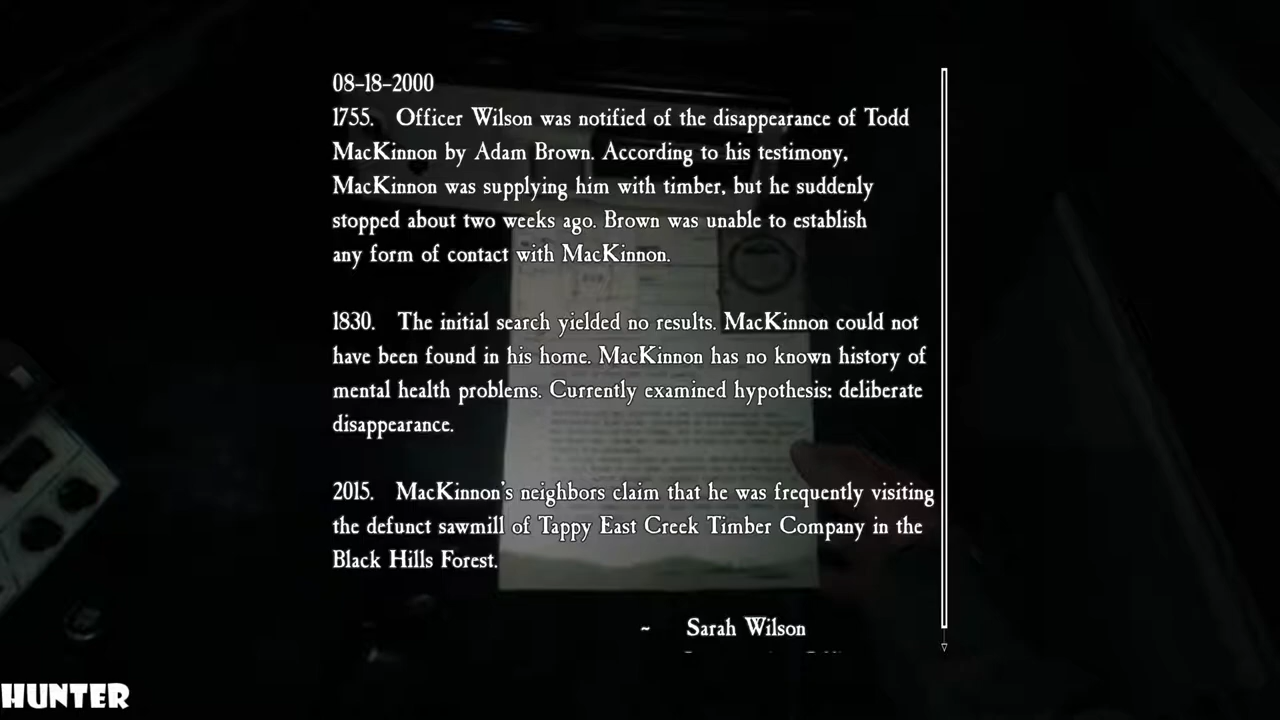 08-18-2000
1755. Officer Wilson was notified of the disappearance of Todd
MacKinnon by Adam Brown. According to his testimony,
MacKinnon was supplying him with timber, but he suddenly
stopped about two weeks ago. Brown was unable to establish
any form of contact with MacKinnon.
1830. The initial search yielded no results. MacKinnon could not
have been found in his home. MacKinnon has no known history of
mental health problems. Currently examined hypothesis: deliberate
disappearance.
2015. MacKinnon's neighbors claim that he was frequently visiting
the defunct sawmill of Tappy East Creek Timber Company in the
Black Hills Forest.
~ Sarah Wilson
HUNTER